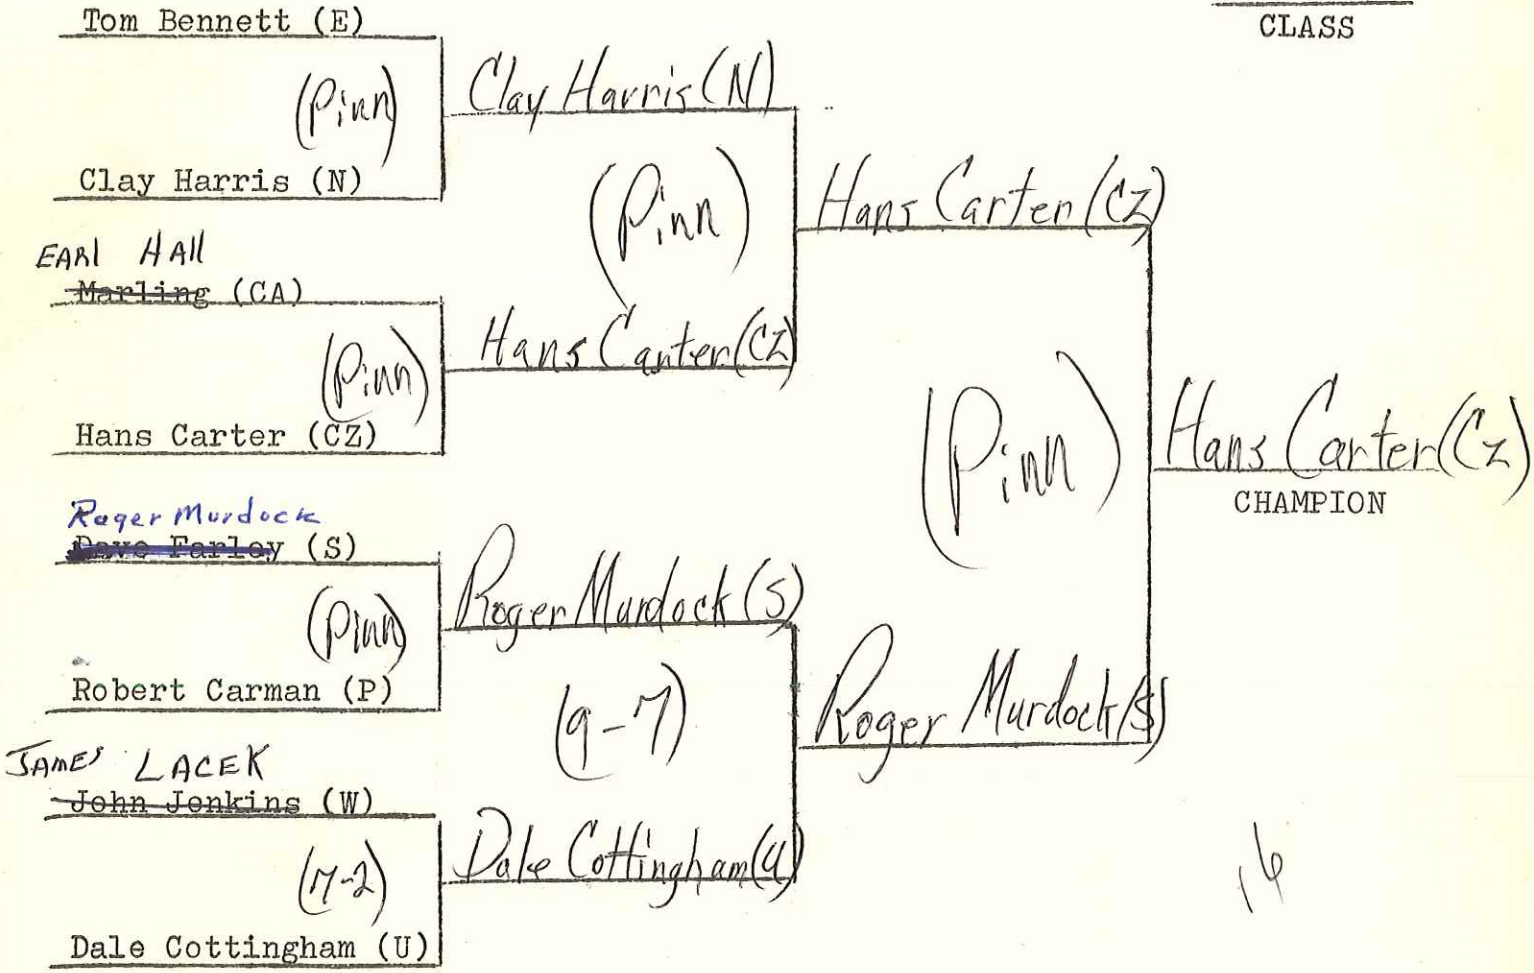 Tom Bennett (E)
CLASS
(Pinn)
Clay Harris (N)
Clay Harris (N)
EARl HAll
Marling (CA)
(Pinn)
Hans Carter (CZ)
(Pinn)
Hans Carter (CZ)
Hans Carter (CZ)
(Pinn)
Hans Carter (Cz)
CHAMPION
Roger Murdock
Dave Farley (S)
(Pinn)
Roger Murdock (S)
Robert Carman (P)
(9-7)
Roger Murdock (S)
JAMES LACEK
John Jenkins (W)
(7-2)
Dale Cottingham (U)
Dale Cottingham (U)
16